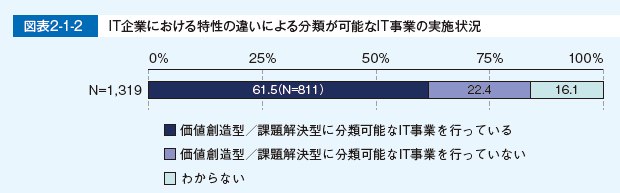 図表2-1-2 IT企業における特性の違いによる分類が可能なIT事業の実施状況
0% 25% 50% 75% 100%
N=1,319 61.5(N=811) 22.4 16.1
価値創造型／課題解決型に分類可能なIT事業を行っている
価値創造型／課題解決型に分類可能なIT事業を行っていない
わからない